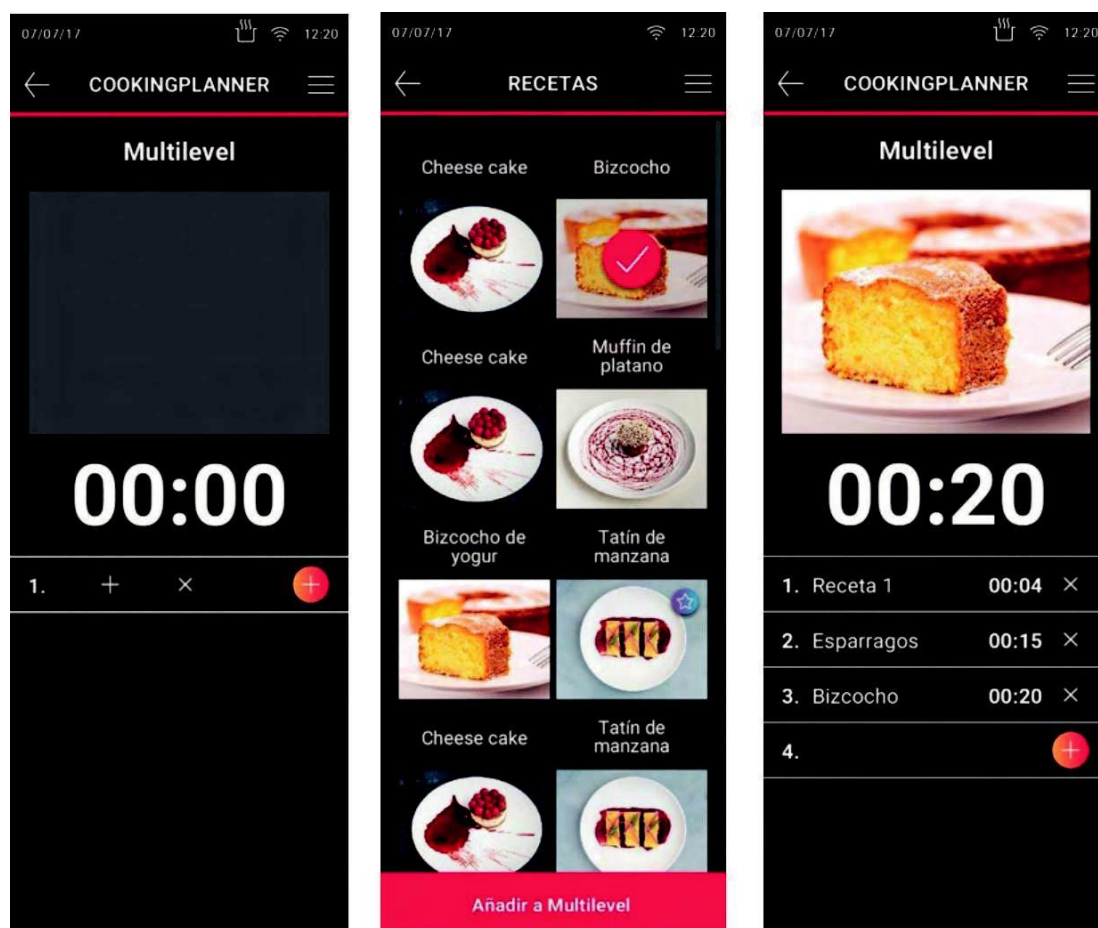 07/07/17 12:20
COOKINGPLANNER
Multilevel
00:00
1. + ×
07/07/17 12:20
RECETAS
Cheese cake Bizcocho
Cheese cake Muffin de
platano
Bizcocho de Tatín de
yogur manzana
Cheese cake Tatín de
manzana
Añadir a Multilevel
07/07/17 12:20
COOKINGPLANNER
Multilevel
00:20
1. Receta 1 00:04 ×
2. Esparragos 00:15 ×
3. Bizcocho 00:20 ×
4.